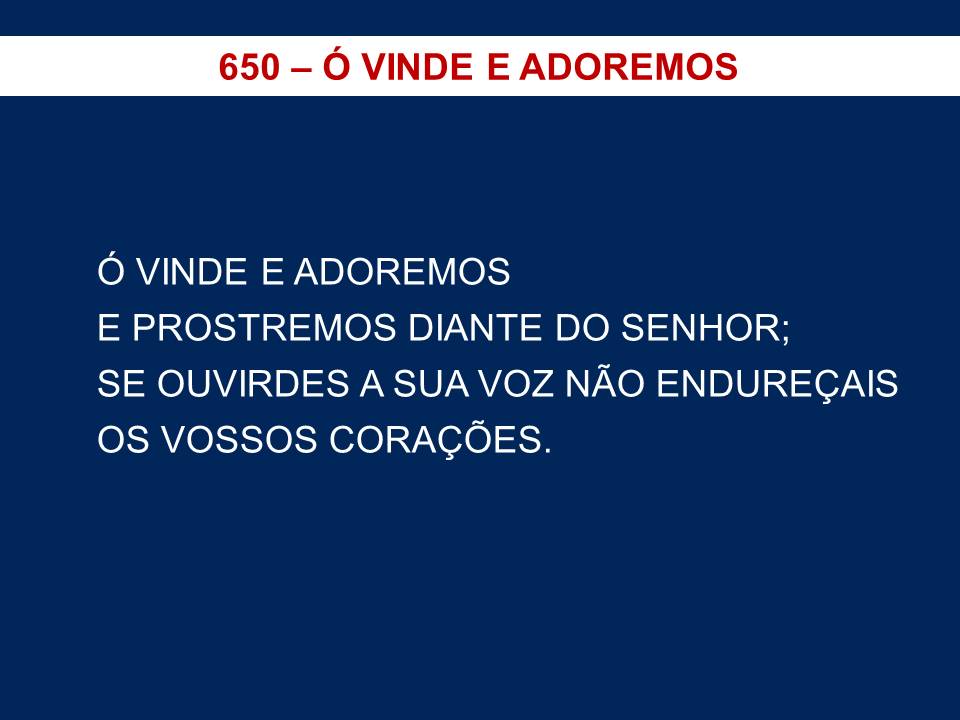 650 – Ó VINDE E ADOREMOS
Ó VINDE E ADOREMOS
E PROSTREMOS DIANTE DO SENHOR;
SE OUVIRDES A SUA VOZ NÃO ENDUREÇAIS
OS VOSSOS CORAÇÕES.